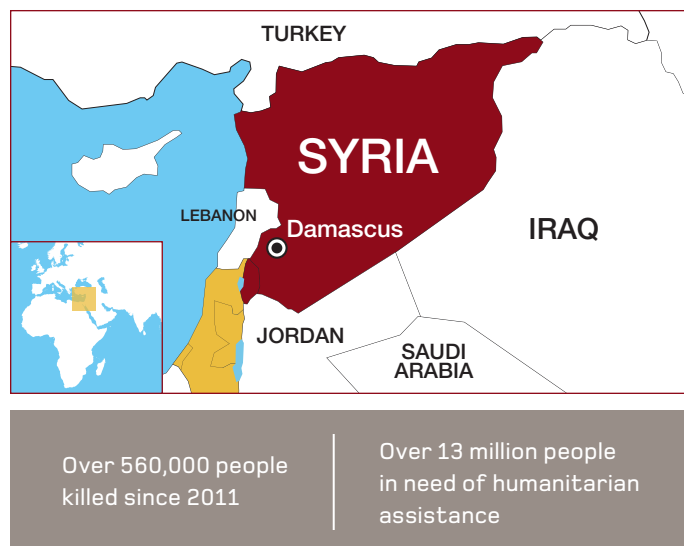 TURKEY
SYRIA
LEBANON
Damascus
IRAQ
JORDAN
SAUDI
ARABIA
Over 560,000 people
killed since 2011
Over 13 million people
in need of humanitarian
assistance